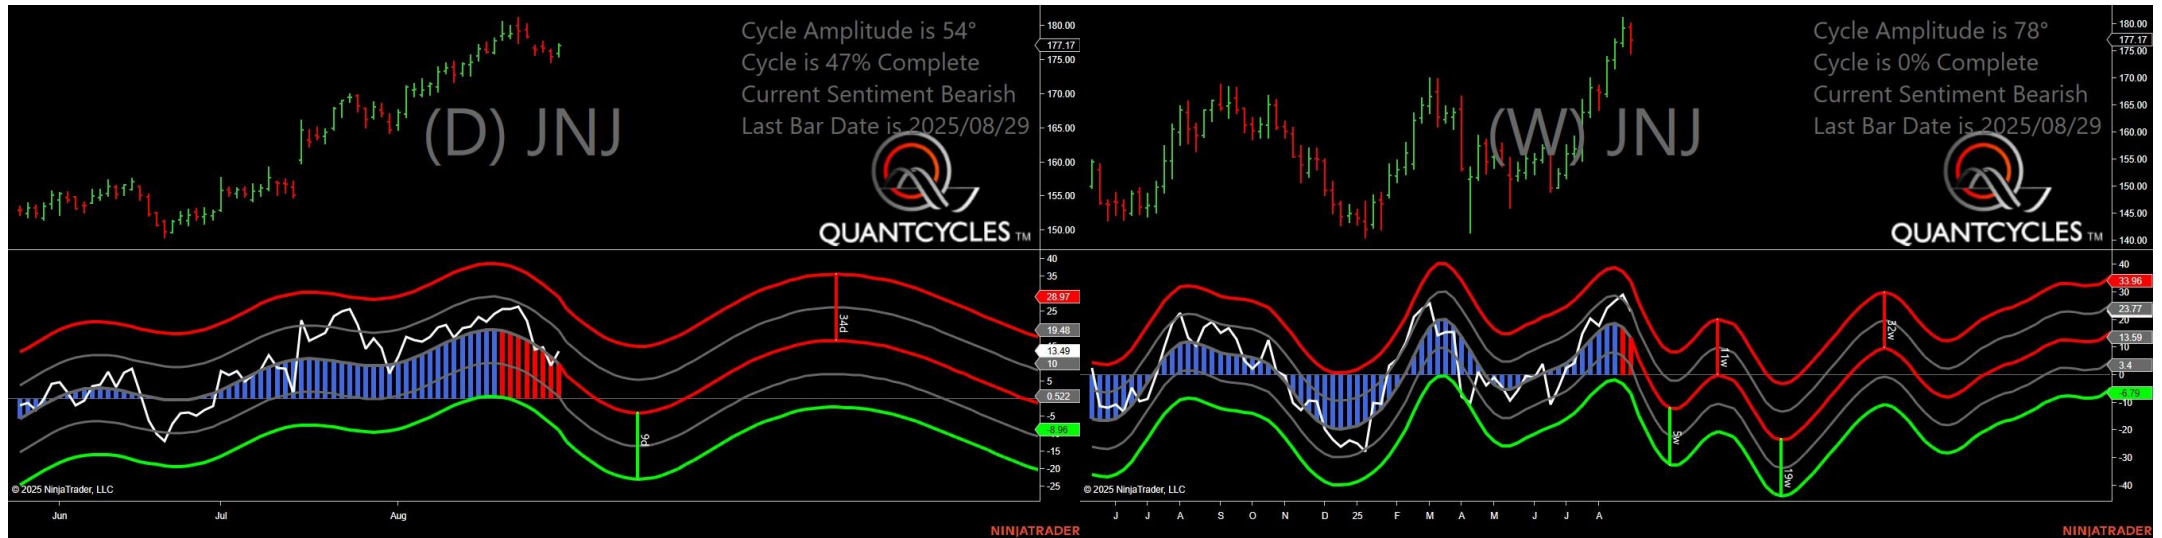 Cycle Amplitude is 54°
Cycle is 47% Complete
Current Sentiment Bearish
Last Bar Date is 2025/08/29
(D) JNJ
QUANTCYCLES TM
180.00
177.17
175.00
170.00
165.00
160.00
155.00
150.00
40
35
28.97
25
19.48
13.49
10
5
0.522
-5
-8.96
-15
-20
-25
34d
9d
© 2025 NinjaTrader, LLC
Jun
Jul
Aug
NINJATRADER
Cycle Amplitude is 78°
Cycle is 0% Complete
Current Sentiment Bearish
Last Bar Date is 2025/08/29
(W) JNJ
QUANTCYCLES TM
180.00
177.17
175.00
170.00
165.00
160.00
155.00
150.00
145.00
140.00
40
33.96
30
23.77
20
13.59
10
3.4
0
-6.79
-10
-20
-30
-40
11w
32w
5w
19w
© 2025 NinjaTrader, LLC
J J A S O N D 25 F M A M J J A
NINJATRADER